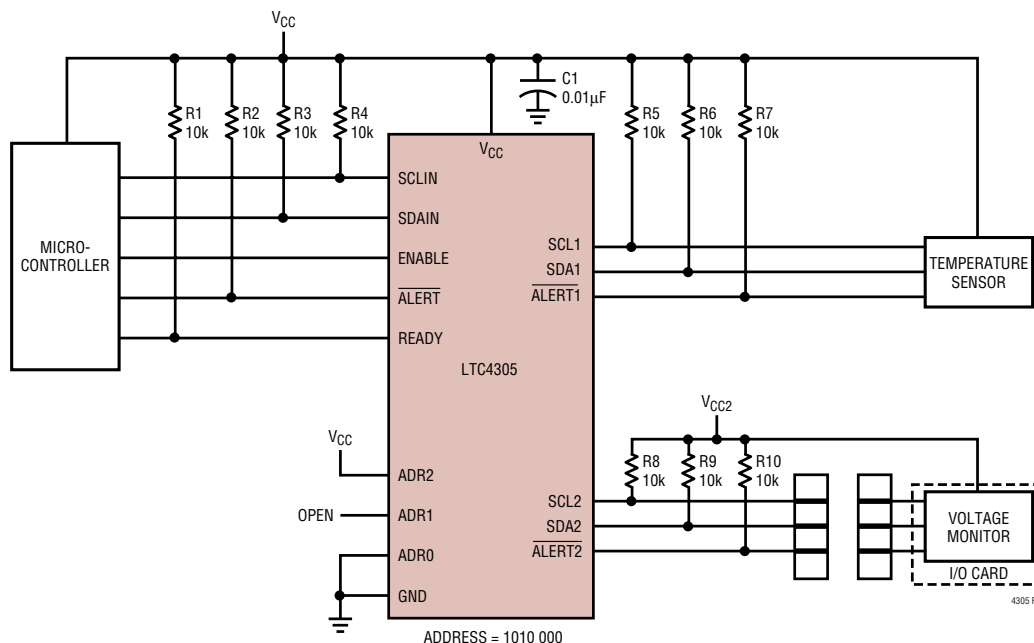 VCC
R1
10k
R2
10k
R3
10k
R4
10k
C1
0.01µF
R5
10k
R6
10k
R7
10k
MICRO-
CONTROLLER
VCC
SCLIN
SDAIN
ENABLE
ALERT
READY
LTC4305
SCL1
SDA1
ALERT1
TEMPERATURE
SENSOR
VCC
ADR2
OPEN
ADR1
ADR0
GND
VCC2
R8
10k
R9
10k
R10
10k
SCL2
SDA2
ALERT2
VOLTAGE
MONITOR
I/O CARD
ADDRESS = 1010 000
4305